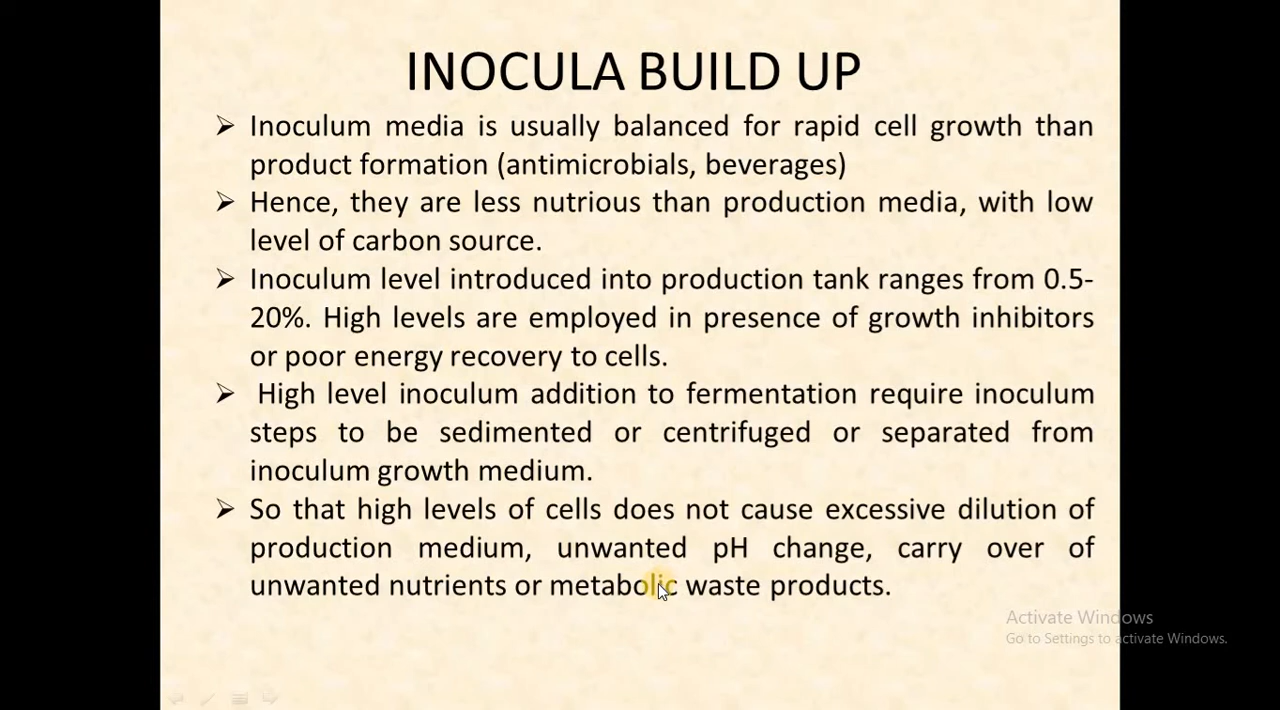 INOCULA BUILD UP
➢ Inoculum media is usually balanced for rapid cell growth than
product formation (antimicrobials, beverages)
➢ Hence, they are less nutrious than production media, with low
level of carbon source.
➢ Inoculum level introduced into production tank ranges from 0.5-
20%. High levels are employed in presence of growth inhibitors
or poor energy recovery to cells.
➢ High level inoculum addition to fermentation require inoculum
steps to be sedimented or centrifuged or separated from
inoculum growth medium.
➢ So that high levels of cells does not cause excessive dilution of
production medium, unwanted pH change, carry over of
unwanted nutrients or metabolic waste products.
Activate Windows
Go to Settings to activate Windows.